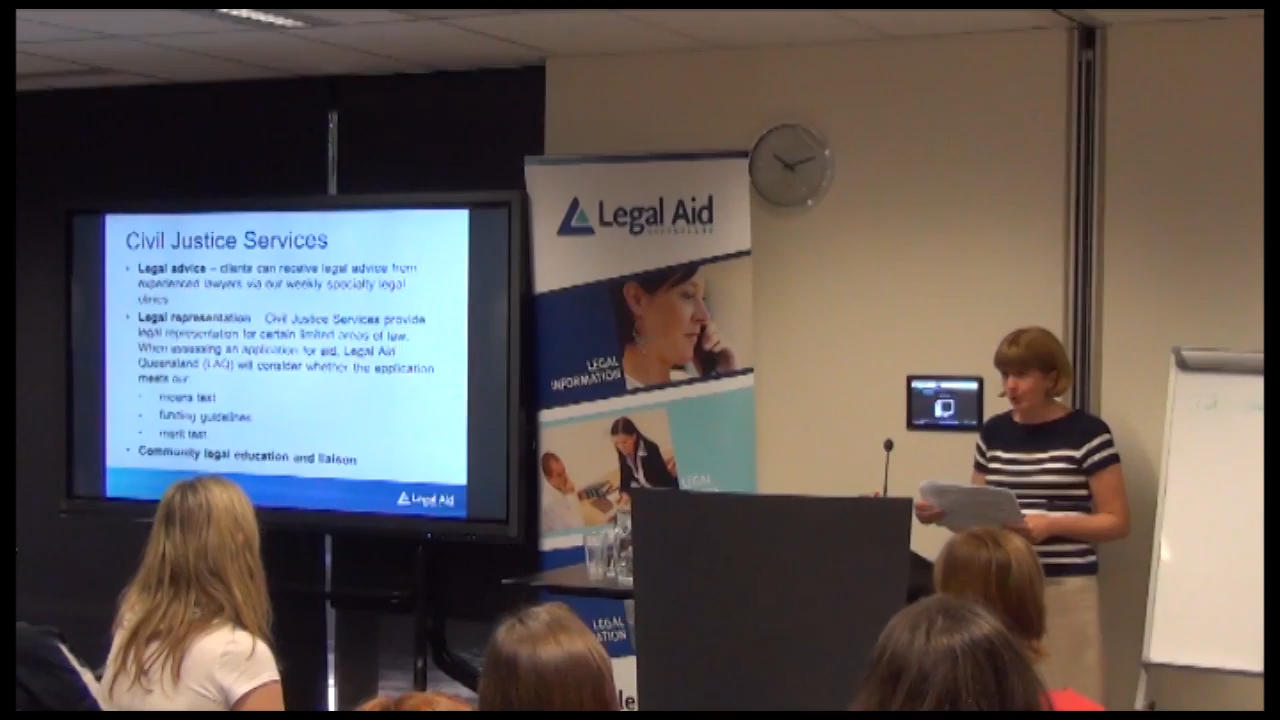 Civil Justice Services
• Legal advice – clients can receive legal advice from
experienced lawyers via our weekly specialty legal
clinics
• Legal representation – Civil Justice Services provide
legal representation for certain limited areas of law.
When assessing an application for aid, Legal Aid
Queensland (LAQ) will consider whether the application
meets our:
- means test
- funding guidelines
- merit test
• Community legal education and liaison
Legal Aid
Legal Aid
QUEENSLAND
LEGAL
INFORMATION
LEGAL
LEGAL